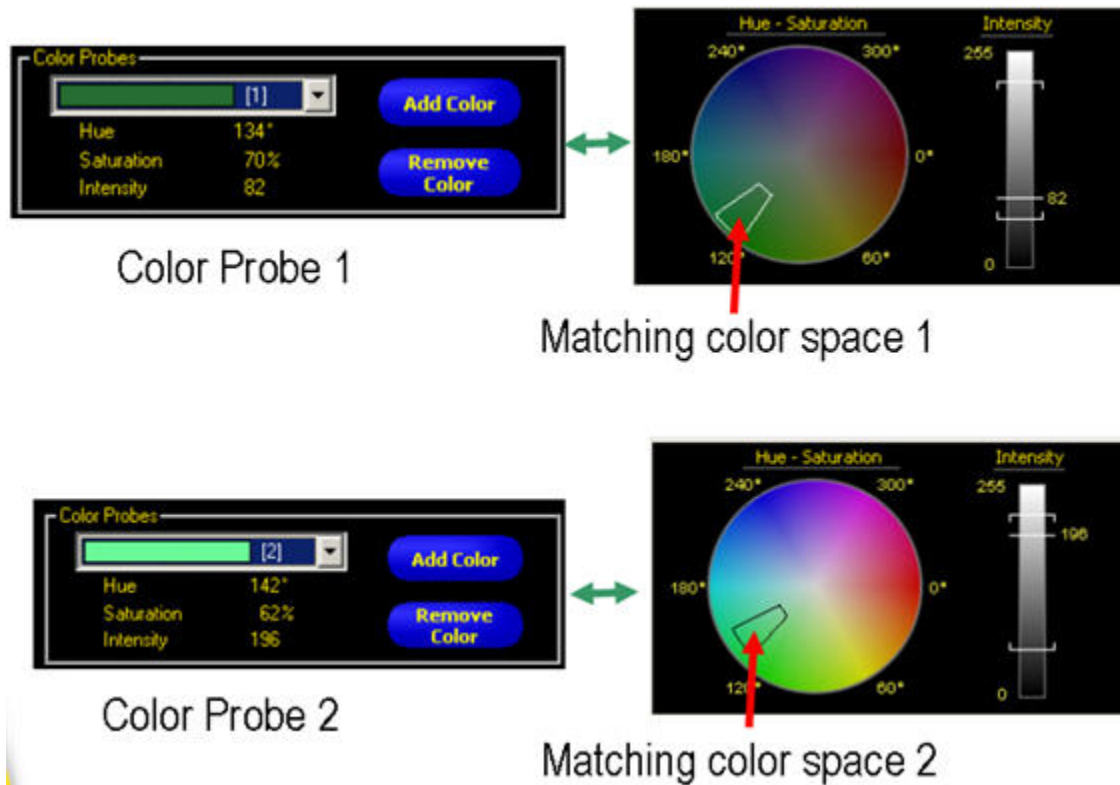 Color Probes
[1]
Add Color
Hue 134°
Saturation 70%
Intensity 82
Remove
Color
Hue - Saturation
Intensity
240°
300°
255
180°
0°
82
120°
60°
0
Color Probe 1
Matching color space 1
Color Probes
[2]
Add Color
Hue 142°
Saturation 62%
Intensity 196
Remove
Color
Hue - Saturation
Intensity
240°
300°
255
196
180°
0°
120°
60°
0
Color Probe 2
Matching color space 2